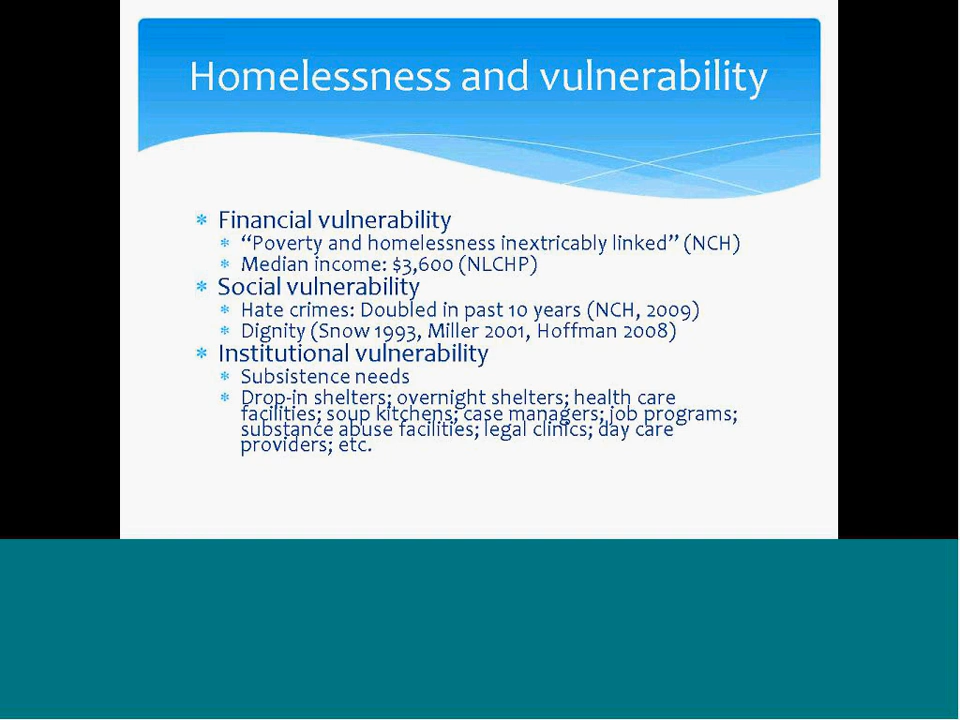 Homelessness and vulnerability
* Financial vulnerability
* “Poverty and homelessness inextricably linked” (NCH)
* Median income: $3,600 (NLCHP)
* Social vulnerability
* Hate crimes: Doubled in past 10 years (NCH, 2009)
* Dignity (Snow 1993, Miller 2001, Hoffman 2008)
* Institutional vulnerability
* Subsistence needs
* Drop-in shelters; overnight shelters; health care
facilities; soup kitchens; case managers; job programs;
substance abuse facilities; legal clinics; day care
providers; etc.